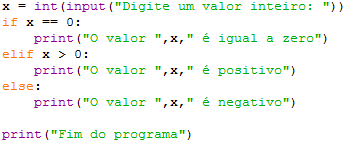 x = int(input("Digite um valor inteiro: "))
if x == 0:
    print("O valor ",x," é igual a zero")
elif x > 0:
    print("O valor ",x," é positivo")
else:
    print("O valor ",x," é negativo")

print("Fim do programa")